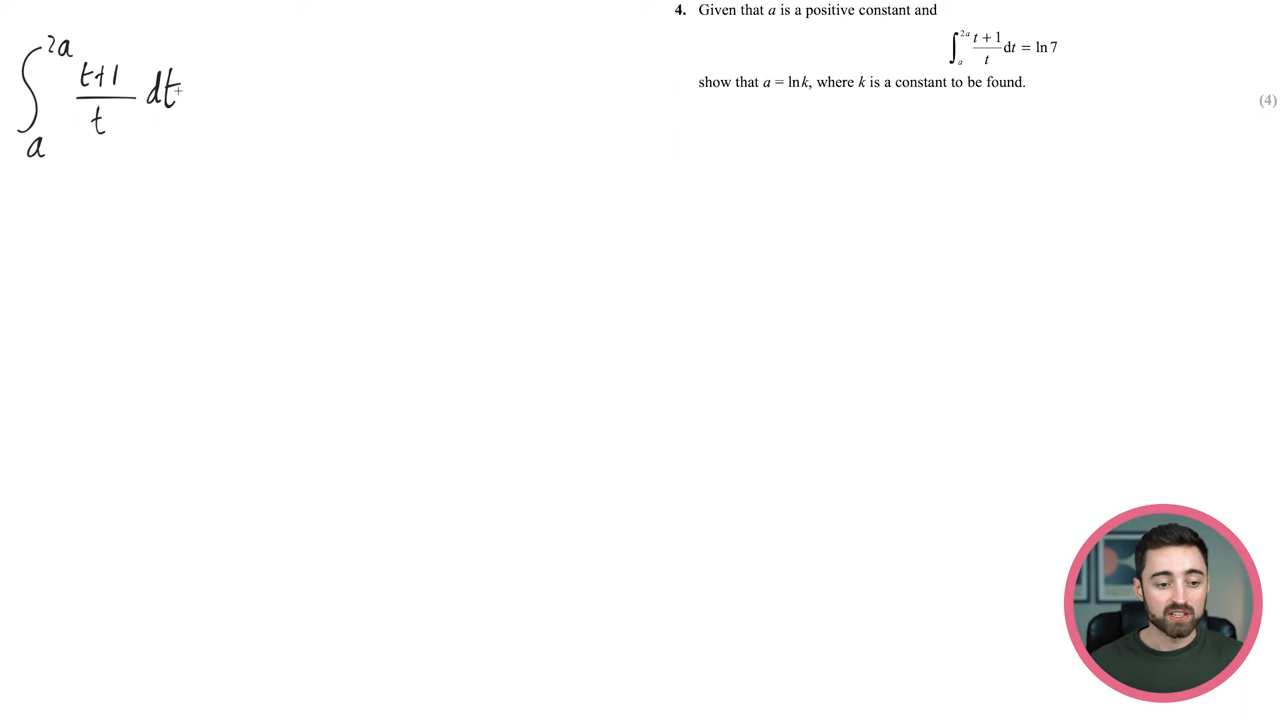 ∫ₐ²ᵃ (t+1)/t dt
4. Given that a is a positive constant and
∫ₐ²ᵃ (t + 1)/t dt = ln 7
show that a = ln k, where k is a constant to be found.
(4)